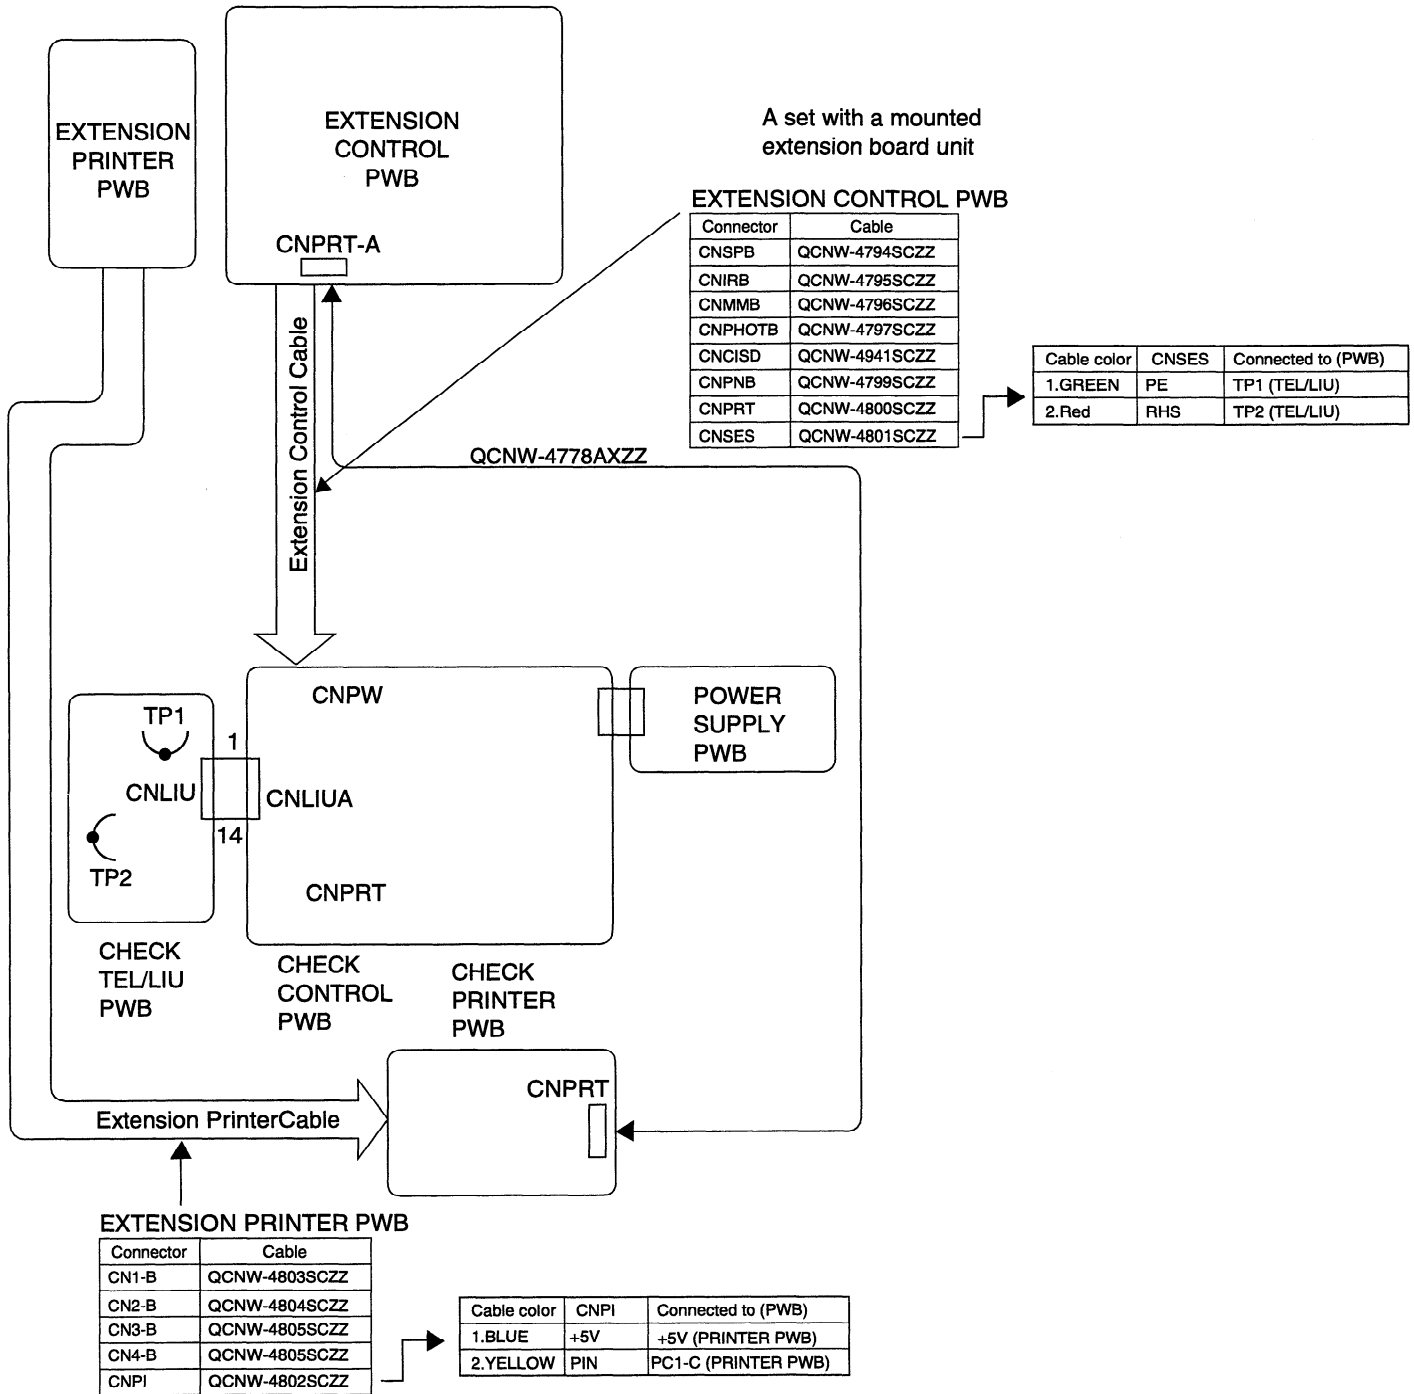 EXTENSION
PRINTER
PWB
EXTENSION
CONTROL
PWB
CNPRT-A
A set with a mounted
extension board unit
EXTENSION CONTROL PWB
Connector Cable
CNSPB QCNW-4794SCZZ
CNIRB QCNW-4795SCZZ
CNMMB QCNW-4796SCZZ
CNPHOTB QCNW-4797SCZZ
CNCISD QCNW-4941SCZZ
CNPNB QCNW-4799SCZZ
CNPRT QCNW-4800SCZZ
CNSES QCNW-4801SCZZ
Cable color CNSES Connected to (PWB)
1.GREEN PE TP1 (TEL/LIU)
2.Red RHS TP2 (TEL/LIU)
Extension Control Cable
QCNW-4778AXZZ
CNPW
POWER
SUPPLY
PWB
TP1
1
CNLIU
CNLIUA
14
TP2
CNPRT
CHECK
TEL/LIU
PWB
CHECK
CONTROL
PWB
CHECK
PRINTER
PWB
CNPRT
Extension PrinterCable
EXTENSION PRINTER PWB
Connector Cable
CN1-B QCNW-4803SCZZ
CN2-B QCNW-4804SCZZ
CN3-B QCNW-4805SCZZ
CN4-B QCNW-4805SCZZ
CNPI QCNW-4802SCZZ
Cable color CNPI Connected to (PWB)
1.BLUE +5V +5V (PRINTER PWB)
2.YELLOW PIN PC1-C (PRINTER PWB)